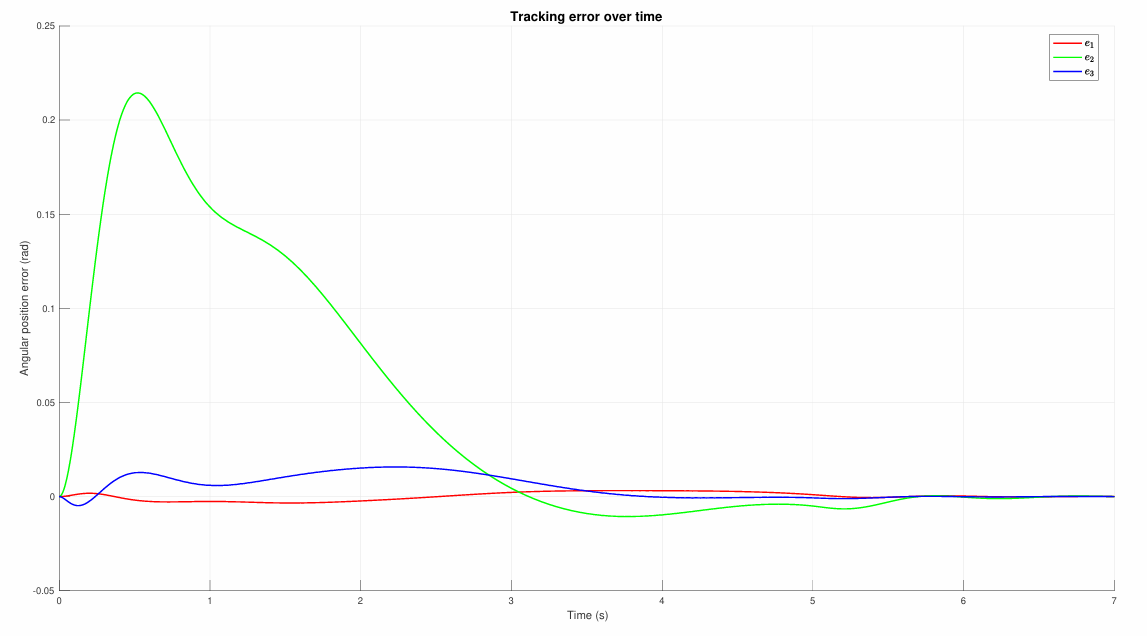 Tracking error over time
0.25
e1
e2
e3
0.2
0.15
0.1
0.05
0
-0.05
Angular position error (rad)
0 1 2 3 4 5 6 7
Time (s)